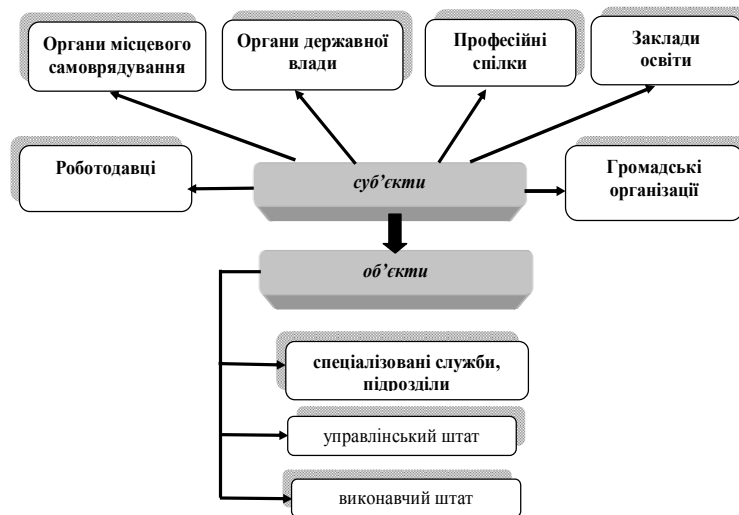 Органи місцевого
самоврядування
Органи державної
влади
Професійні
спілки
Заклади
освіти
Роботодавці
суб’єкти
Громадські
організації
об’єкти
спеціалізовані служби,
підрозділи
управлінський штат
виконавчий штат